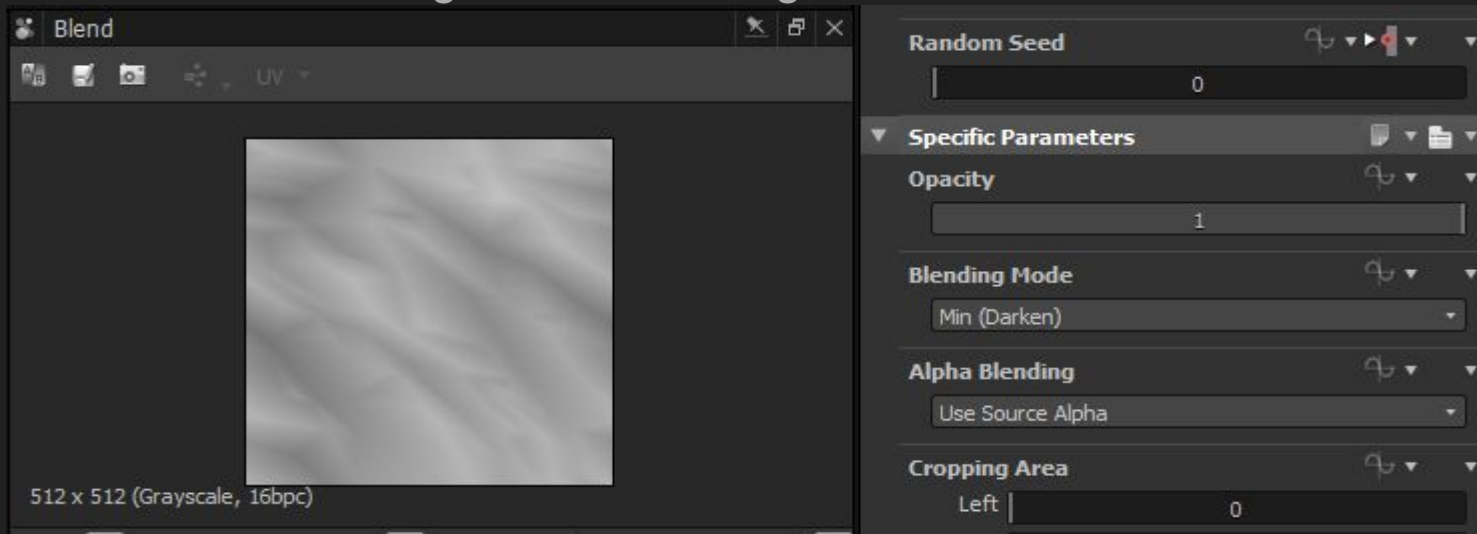 Blend
UV
512 x 512 (Grayscale, 16bpc)
Random Seed
0
Specific Parameters
Opacity
1
Blending Mode
Min (Darken)
Alpha Blending
Use Source Alpha
Cropping Area
Left
0